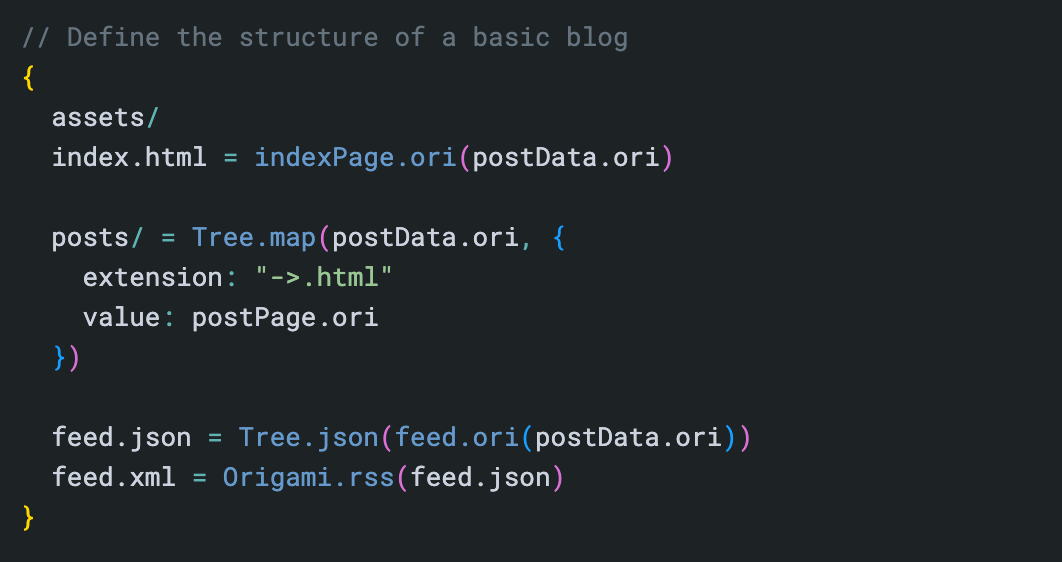 // Define the structure of a basic blog
{
  assets/
  index.html = indexPage.ori(postData.ori)

  posts/ = Tree.map(postData.ori, {
    extension: "->.html"
    value: postPage.ori
  })

  feed.json = Tree.json(feed.ori(postData.ori))
  feed.xml = Origami.rss(feed.json)
}